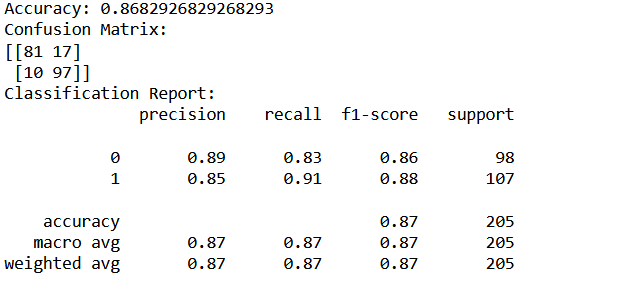 Accuracy: 0.8682926829268293
Confusion Matrix:
[[81 17]
 [10 97]]
Classification Report:
              precision    recall  f1-score   support

           0       0.89      0.83      0.86        98
           1       0.85      0.91      0.88       107

    accuracy                           0.87       205
   macro avg       0.87      0.87      0.87       205
weighted avg       0.87      0.87      0.87       205